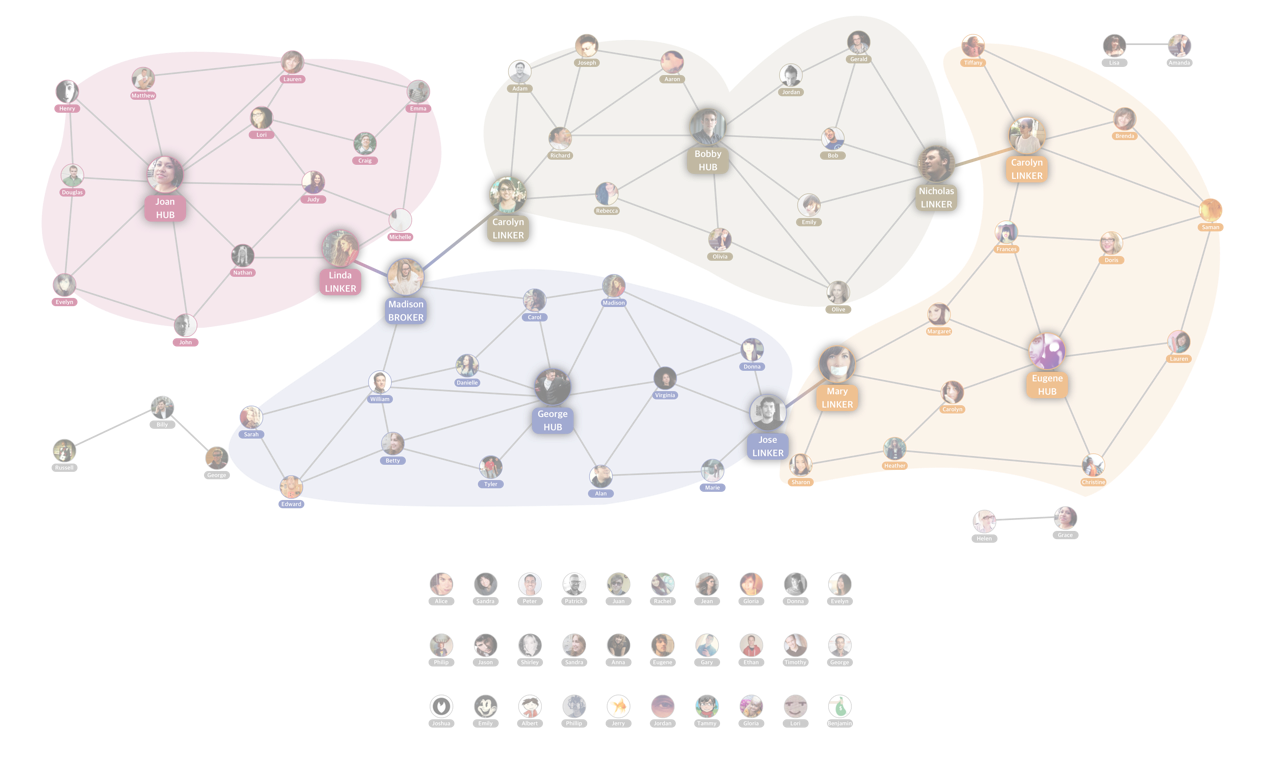 Lisa
Amanda
Joseph
Gerald
Tiffany
Lauren
Aaron
Adam
Jordan
Matthew
Henry
Emma
Lori
Brenda
Craig
Richard
Bob
Bobby
HUB
Carolyn
LINKER
Douglas
Joan
HUB
Judy
Nicholas
LINKER
Rebecca
Emily
Carolyn
LINKER
Michelle
Susan
Frances
Olivia
Doris
Nathan
Linda
LINKER
Evelyn
Madison
BROKER
Madison
Olive
Carol
John
Margaret
Donna
Lauren
Danielle
Eugene
HUB
Virginia
William
Mary
LINKER
Carolyn
George
HUB
Billy
Sarah
Jose
LINKER
Betty
Russell
George
Heather
Tyler
Marie
Sharon
Christine
Alan
Edward
Helen
Grace
Alice
Sandra
Peter
Patrick
Juan
Rachel
Jean
Gloria
Donna
Evelyn
Philip
Jason
Shirley
Sandra
Anna
Eugene
Gary
Ethan
Timothy
George
Joshua
Emily
Albert
Phillip
Jerry
Jordan
Tammy
Gloria
Lori
Benjamin